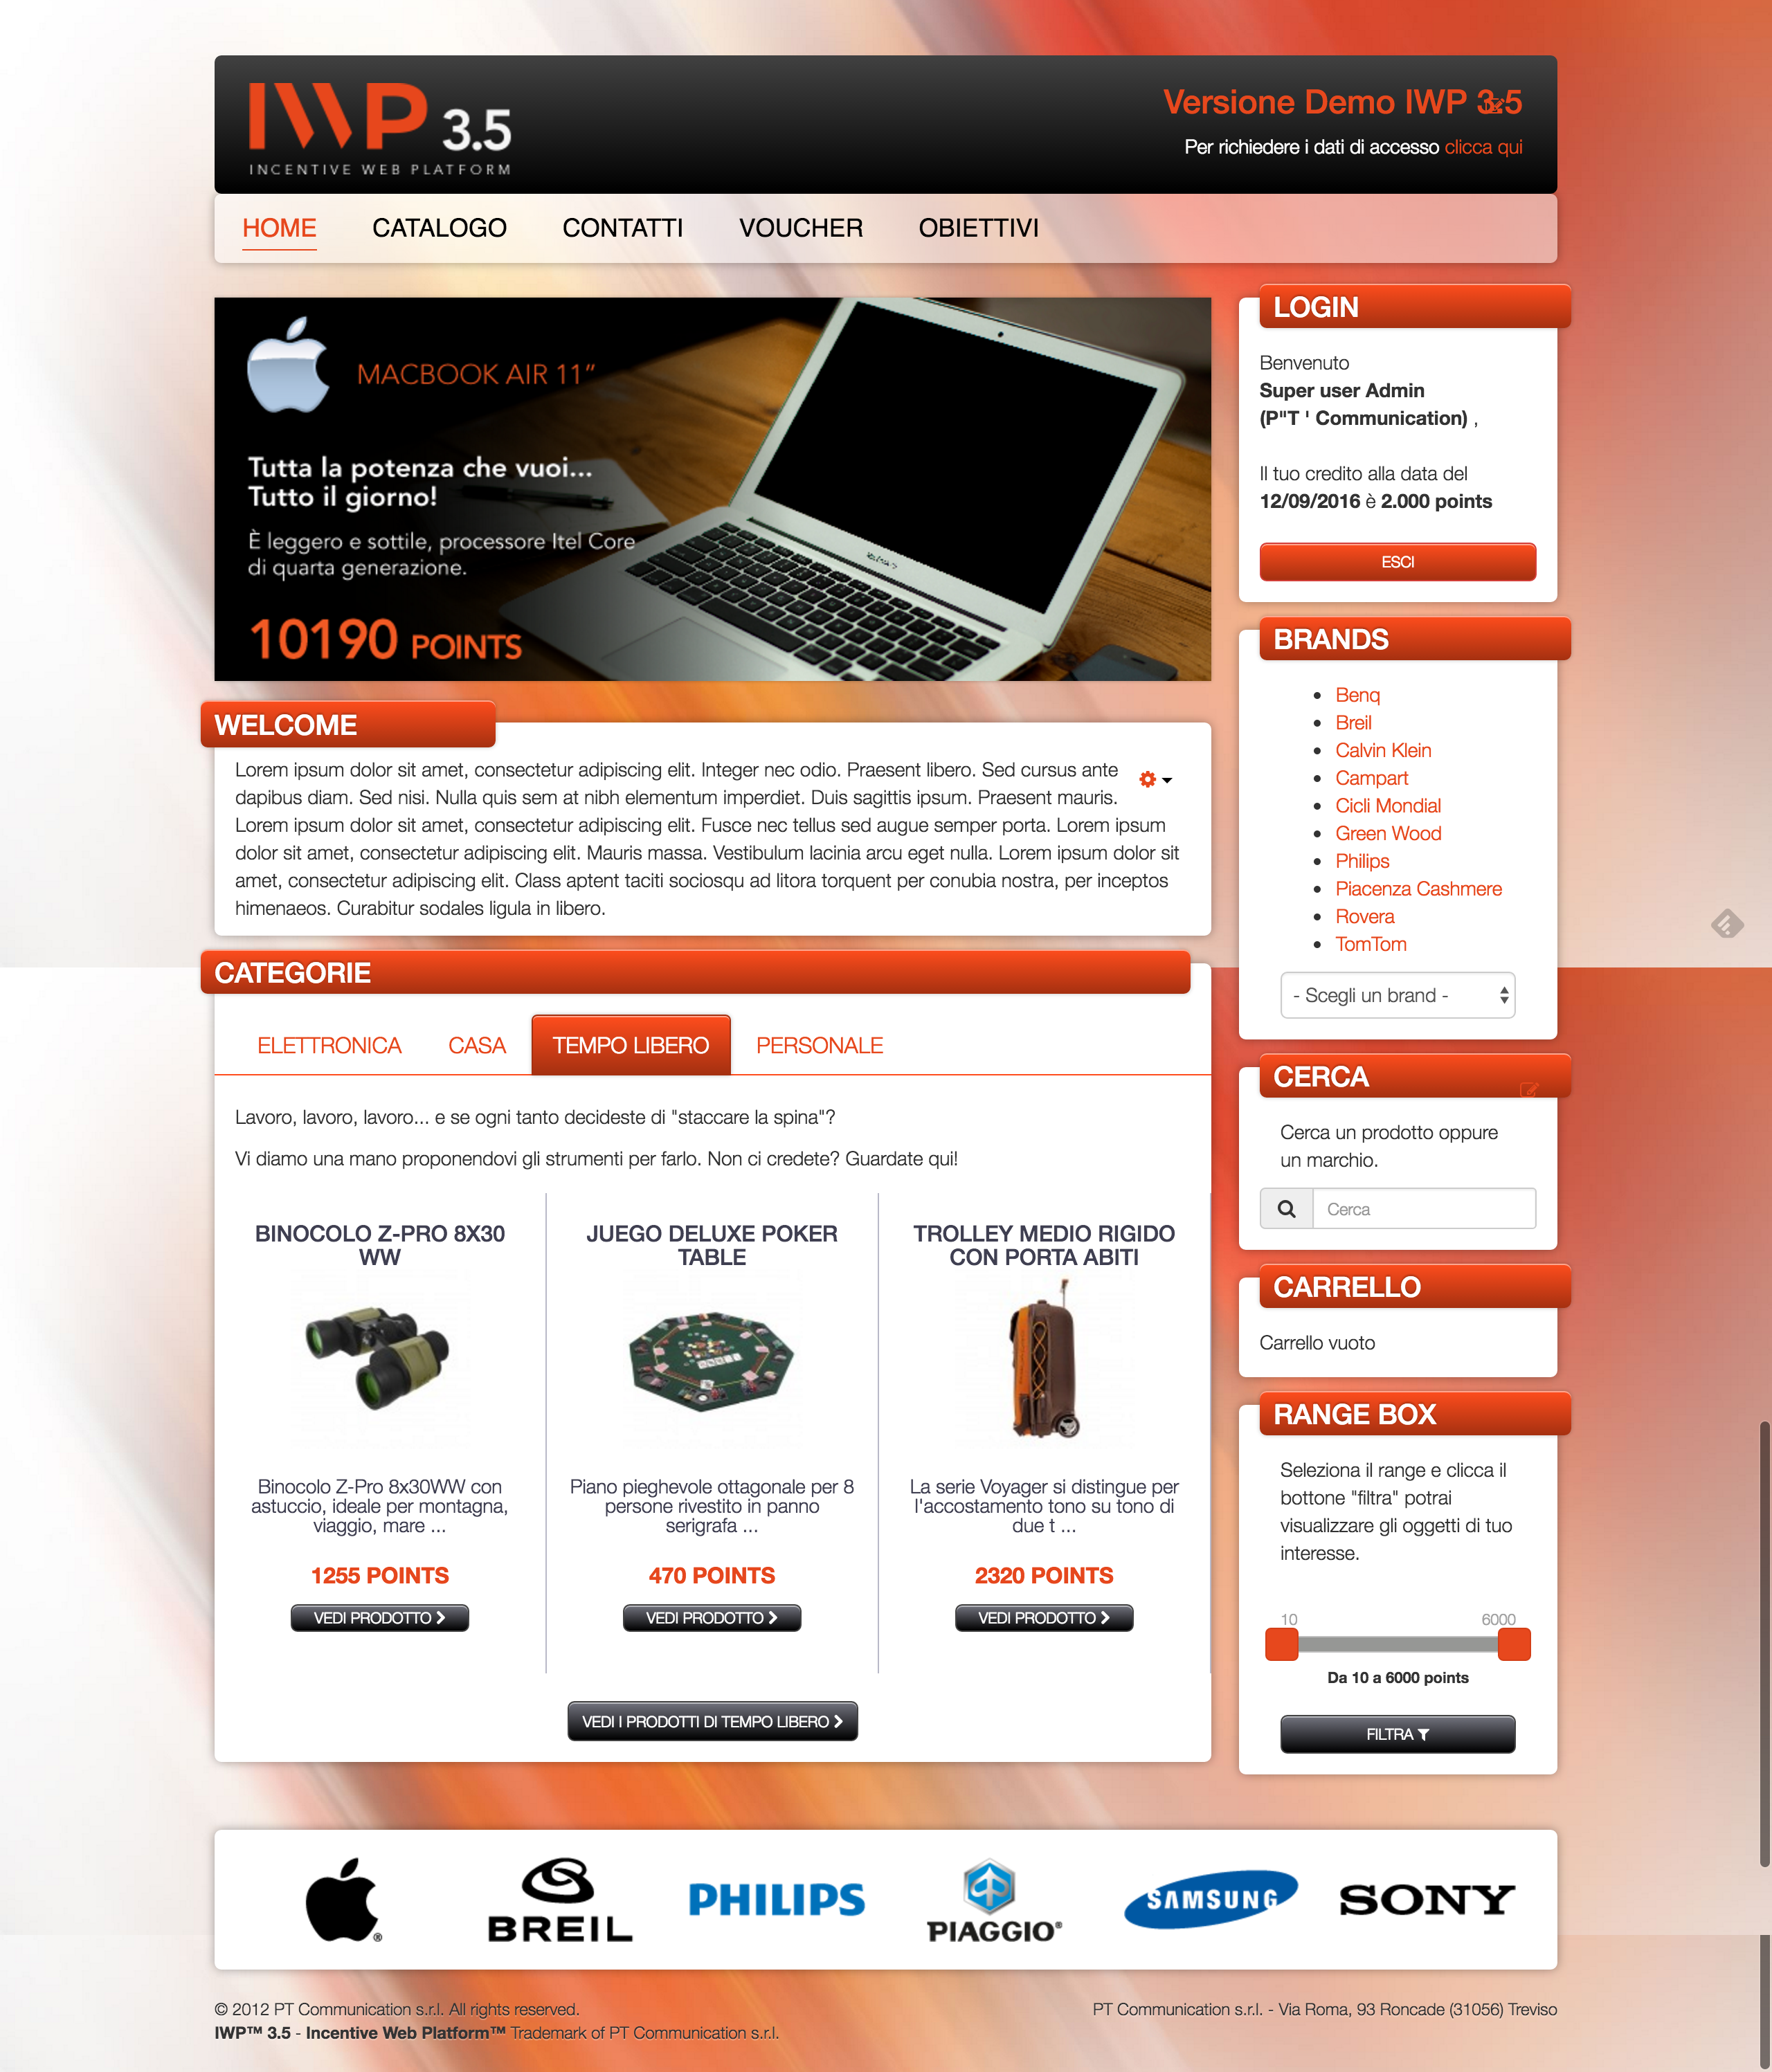 IWP 3.5
INCENTIVE WEB PLATFORM
Versione Demo IWP 3.5
Per richiedere i dati di accesso clicca qui
HOME CATALOGO CONTATTI VOUCHER OBIETTIVI
MACBOOK AIR 11”
Tutta la potenza che vuoi...
Tutto il giorno!
È leggero e sottile, processore Itel Core
di quarta generazione.
10190 POINTS
WELCOME
Lorem ipsum dolor sit amet, consectetur adipiscing elit. Integer nec odio. Praesent libero. Sed cursus ante
dapibus diam. Sed nisi. Nulla quis sem at nibh elementum imperdiet. Duis sagittis ipsum. Praesent mauris.
Lorem ipsum dolor sit amet, consectetur adipiscing elit. Fusce nec tellus sed augue semper porta. Lorem ipsum
dolor sit amet, consectetur adipiscing elit. Mauris massa. Vestibulum lacinia arcu eget nulla. Lorem ipsum dolor sit
amet, consectetur adipiscing elit. Class aptent taciti sociosqu ad litora torquent per conubia nostra, per inceptos
himenaeos. Curabitur sodales ligula in libero.
CATEGORIE
ELETTRONICA CASA TEMPO LIBERO PERSONALE
Lavoro, lavoro, lavoro... e se ogni tanto decideste di "staccare la spina"?
Vi diamo una mano proponendovi gli strumenti per farlo. Non ci credete? Guardate qui!
BINOCOLO Z-PRO 8X30
WW
Binocolo Z-Pro 8x30WW con
astuccio, ideale per montagna,
viaggio, mare ...
1255 POINTS
VEDI PRODOTTO
JUEGO DELUXE POKER
TABLE
Piano pieghevole ottagonale per 8
persone rivestito in panno
serigrafa ...
470 POINTS
VEDI PRODOTTO
TROLLEY MEDIO RIGIDO
CON PORTA ABITI
La serie Voyager si distingue per
l'accostamento tono su tono di
due t ...
2320 POINTS
VEDI PRODOTTO
VEDI I PRODOTTI DI TEMPO LIBERO
LOGIN
Benvenuto
Super user Admin
(P"T ' Communication) ,
Il tuo credito alla data del
12/09/2016 è 2.000 points
ESCI
BRANDS
Benq
Breil
Calvin Klein
Campart
Cicli Mondial
Green Wood
Philips
Piacenza Cashmere
Rovera
TomTom
- Scegli un brand -
CERCA
Cerca un prodotto oppure
un marchio.
Cerca
CARRELLO
Carrello vuoto
RANGE BOX
Seleziona il range e clicca il
bottone "filtra" potrai
visualizzare gli oggetti di tuo
interesse.
10 6000
Da 10 a 6000 points
FILTRA
BREIL PHILIPS PIAGGIO® SAMSUNG SONY
© 2012 PT Communication s.r.l. All rights reserved.
IWP™ 3.5 - Incentive Web Platform™ Trademark of PT Communication s.r.l.
PT Communication s.r.l. - Via Roma, 93 Roncade (31056) Treviso